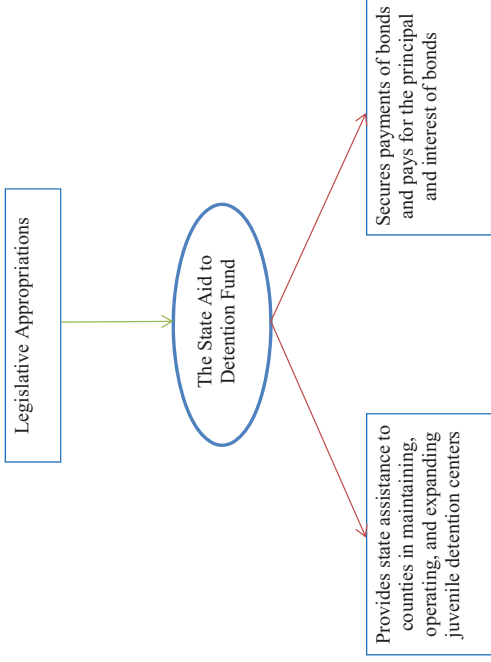 Legislative Appropriations
The State Aid to
Detention Fund
Provides state assistance to
counties in maintaining,
operating, and expanding
juvenile detention centers
Secures payments of bonds
and pays for the principal
and interest of bonds